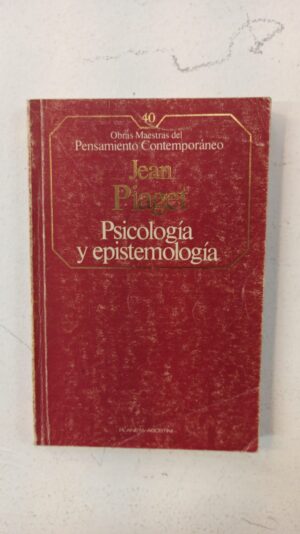 40
Obras Maestras del
Pensamiento Contemporáneo
Jean
Piaget
Psicología
y epistemología
PLANETA-AGOSTINI